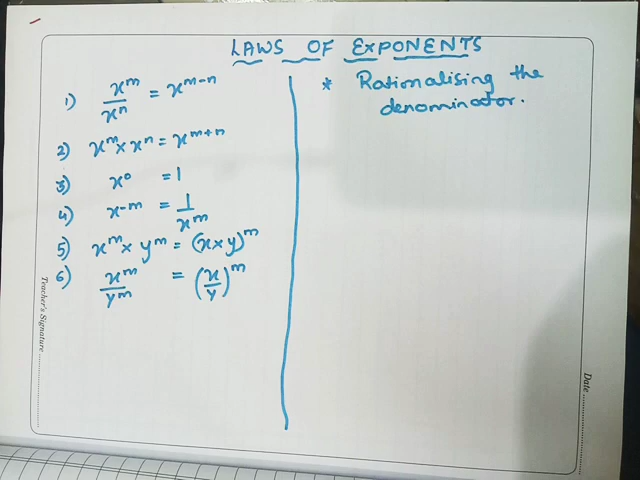 LAWS OF EXPONENTS
1) x^m/x^n = x^(m-n)
2) x^m × x^n = x^(m+n)
3) x^0 = 1
4) x^-m = 1/x^m
5) x^m × y^m = (x × y)^m
6) x^m/y^m = (x/y)^m
* Rationalising the
denominator.
Teacher's Signature ..................
Date ..................